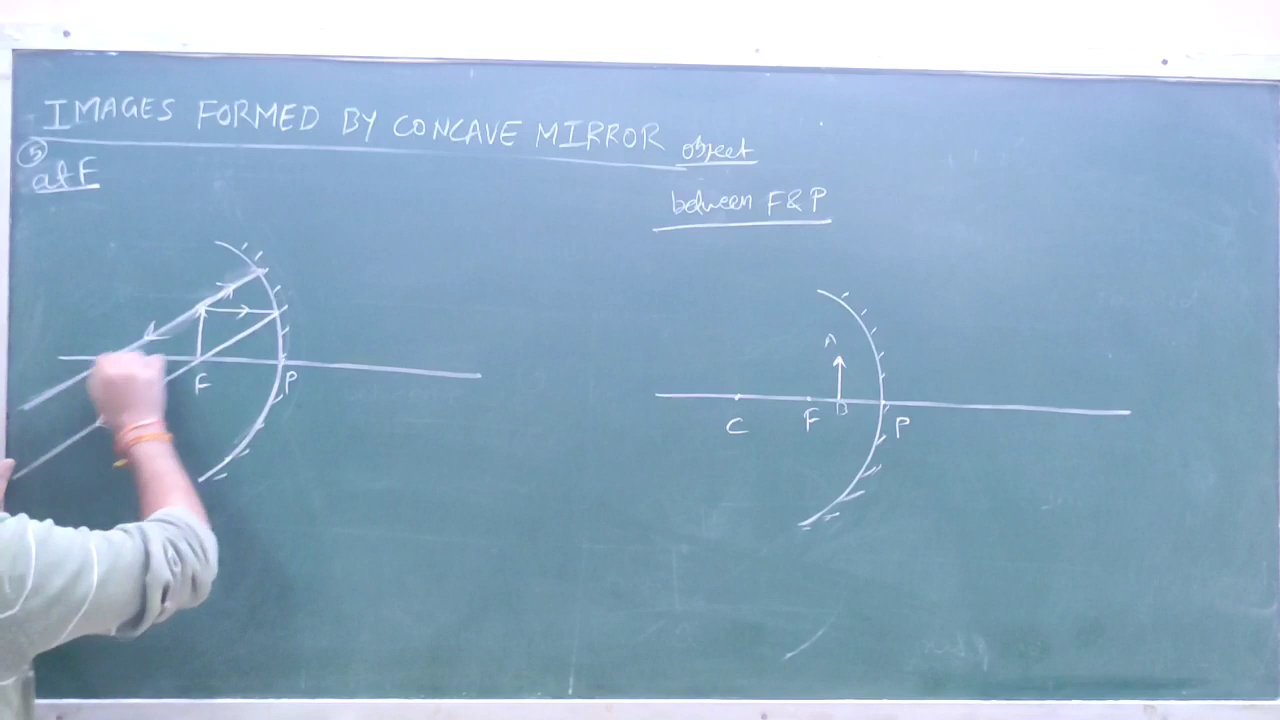 IMAGES FORMED BY CONCAVE MIRROR object
5
at F
between F & P
F P
A
B
C F P